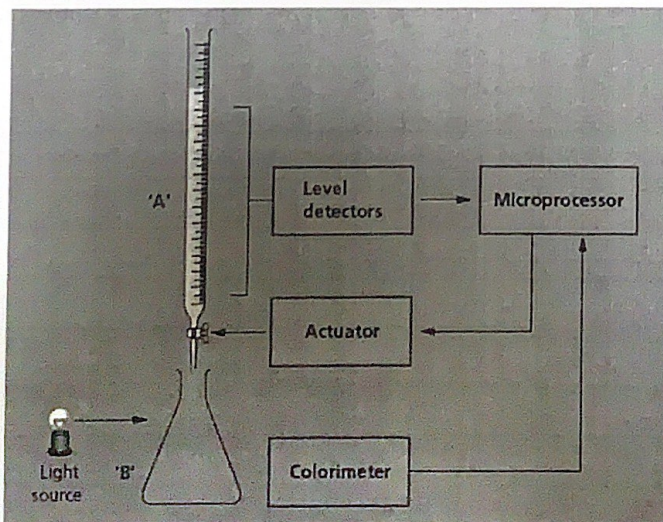 'A'
Level
detectors
Microprocessor
Actuator
Light
source
'B'
Colorimeter